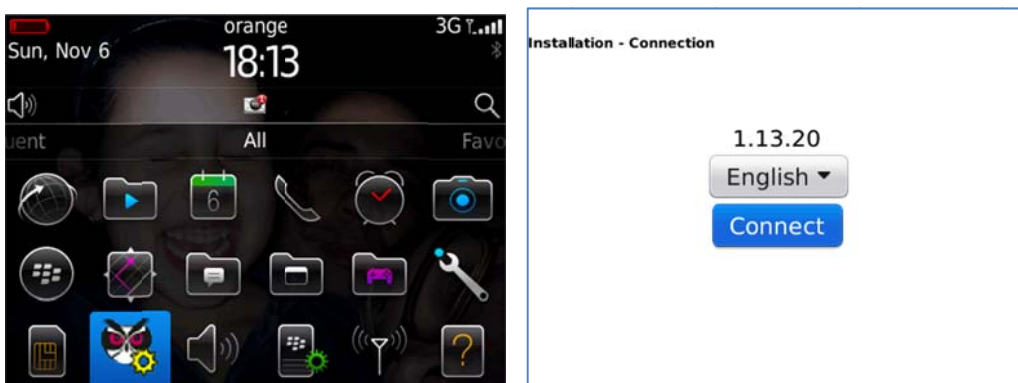 orange
3G
Sun, Nov 6
18:13
uent
All
Favo
6
?
Installation - Connection
1.13.20
English
Connect